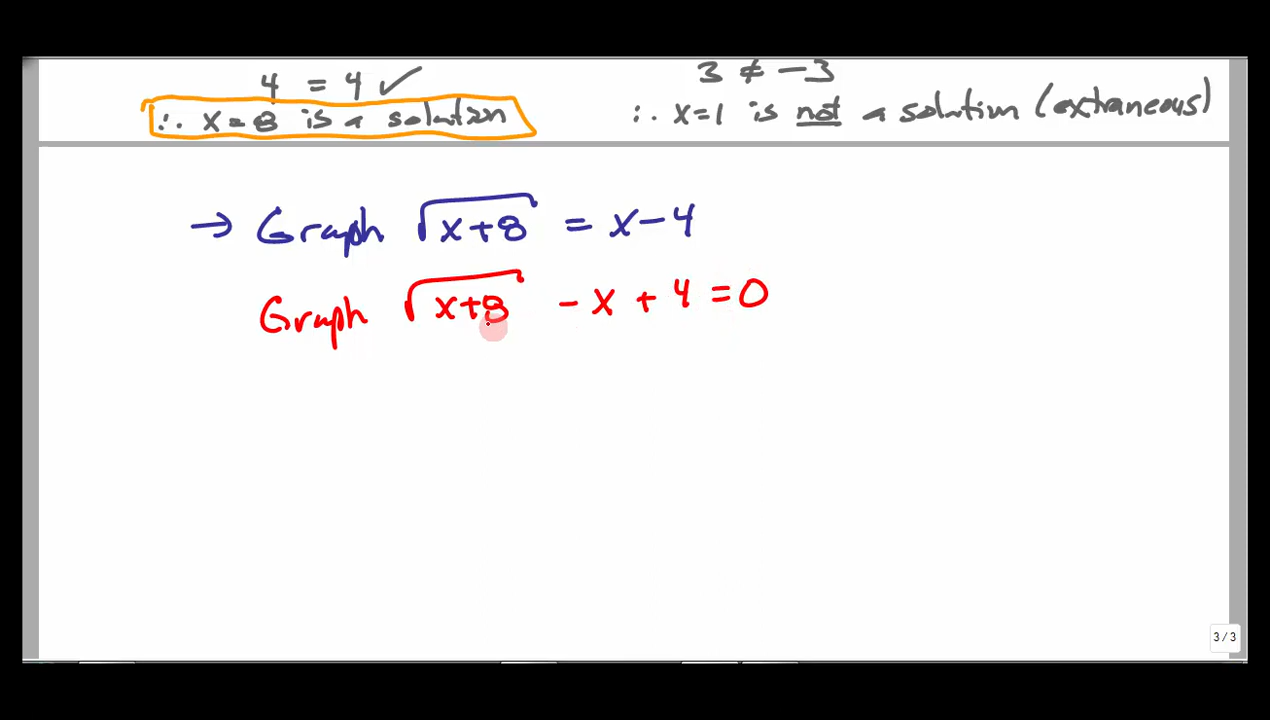 4 = 4 ✓
∴ x=8 is a solution
3 ≠ -3
∴ x=1 is not a solution (extraneous)
→ Graph √(x+8) = x-4
Graph √(x+8) - x + 4 = 0
3 / 3